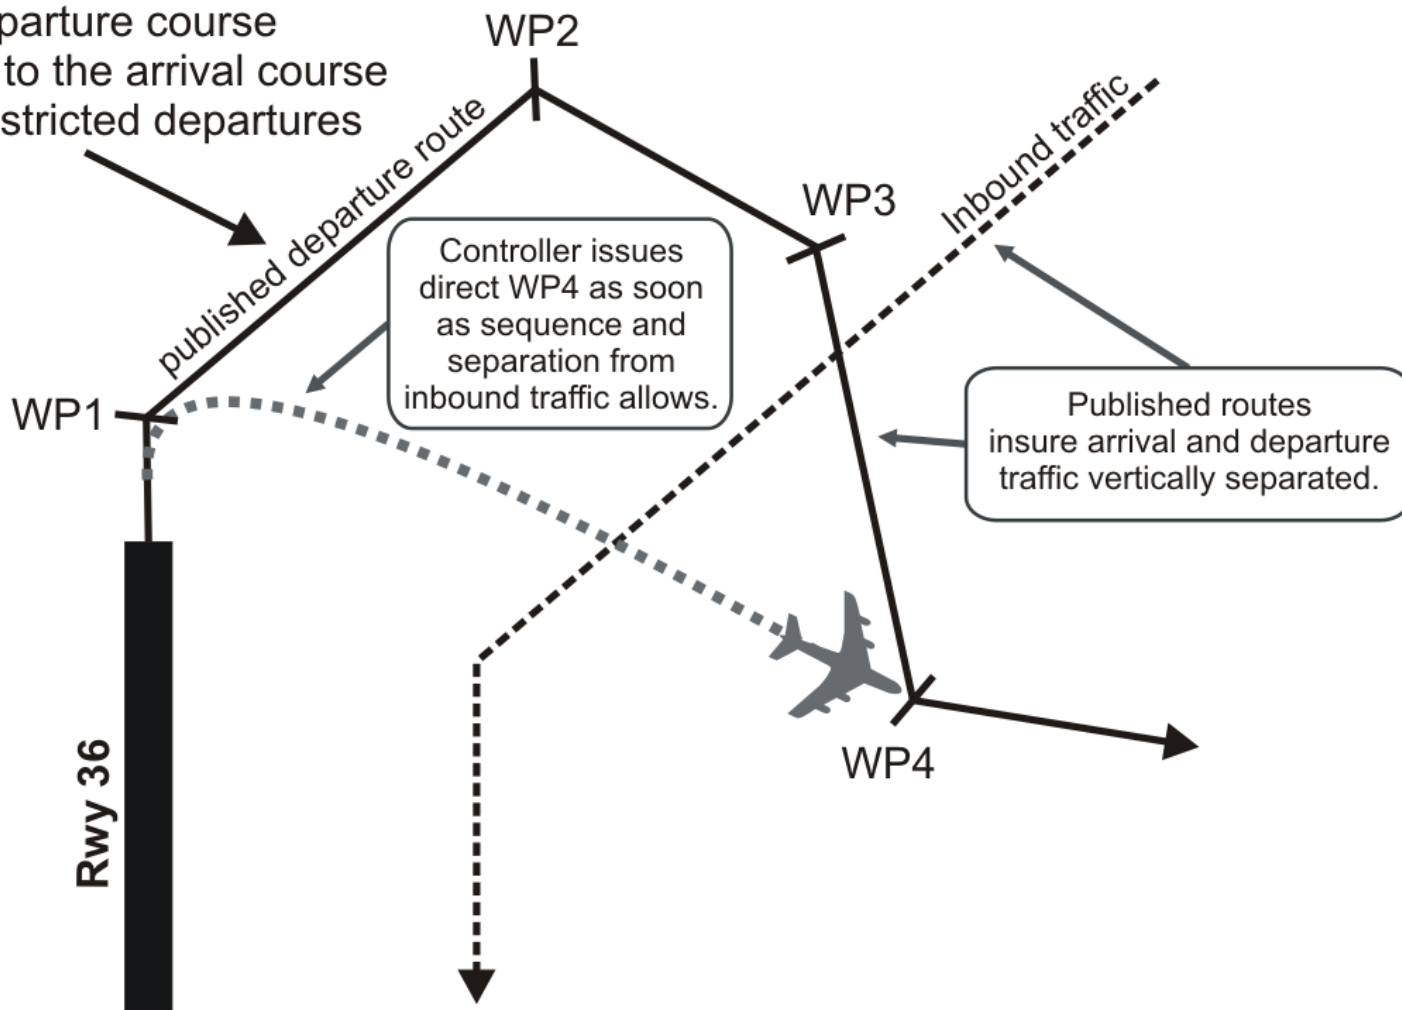 parture course
to the arrival course
stricted departures
WP2
published departure route
Inbound traffic
WP3
Controller issues
direct WP4 as soon
as sequence and
separation from
inbound traffic allows.
WP1
Published routes
insure arrival and departure
traffic vertically separated.
WP4
Rwy 36